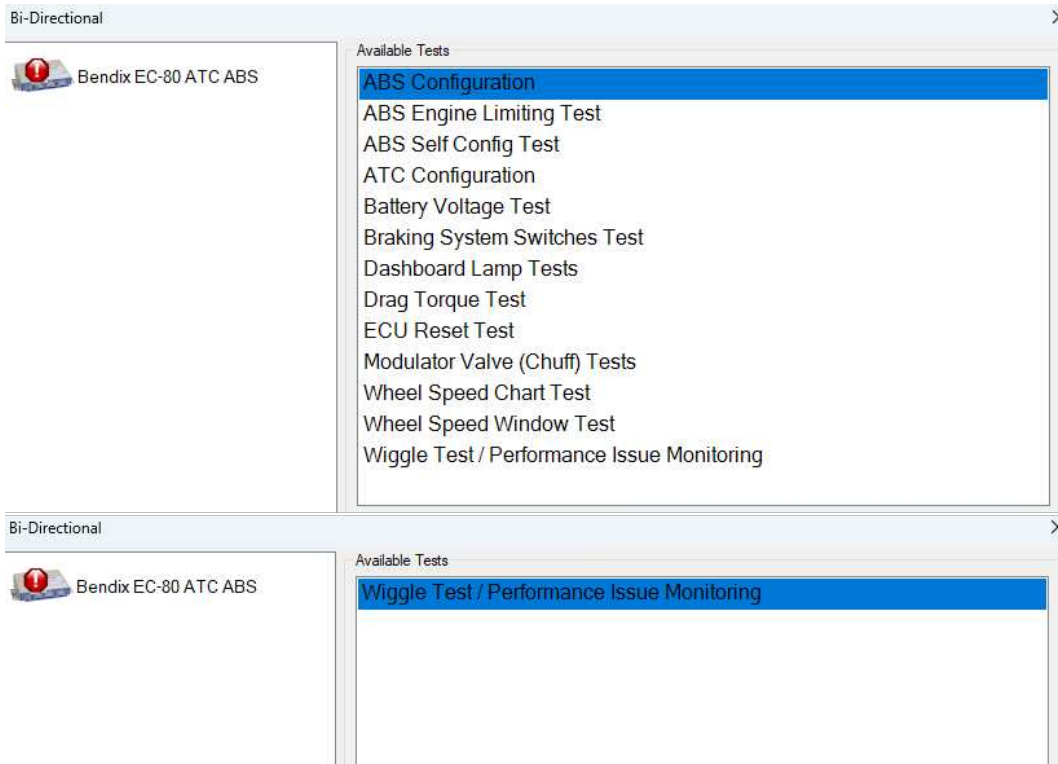 Bi-Directional
Bendix EC-80 ATC ABS
Available Tests
ABS Configuration
ABS Engine Limiting Test
ABS Self Config Test
ATC Configuration
Battery Voltage Test
Braking System Switches Test
Dashboard Lamp Tests
Drag Torque Test
ECU Reset Test
Modulator Valve (Chuff) Tests
Wheel Speed Chart Test
Wheel Speed Window Test
Wiggle Test / Performance Issue Monitoring
Bi-Directional
Bendix EC-80 ATC ABS
Available Tests
Wiggle Test / Performance Issue Monitoring